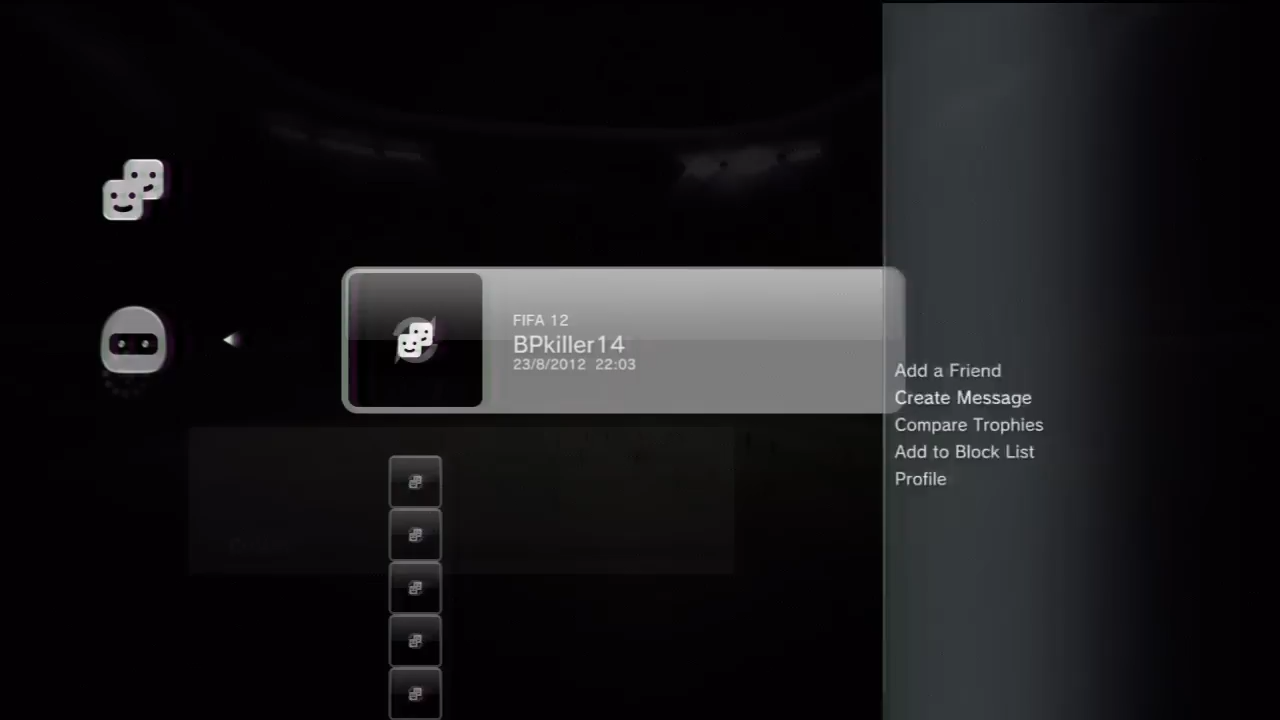 FIFA 12
BPkiller14
23/8/2012 22:03
Add a Friend
Create Message
Compare Trophies
Add to Block List
Profile